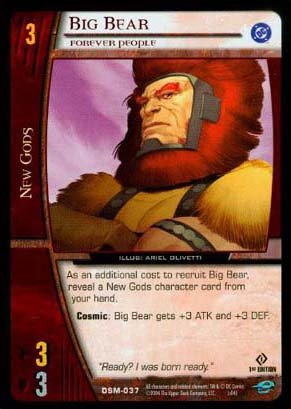 3
BIG BEAR
FOREVER PEOPLE
NEW GODS
ILLUS: ARIEL OLIVETTI
As an additional cost to recruit Big Bear,
reveal a New Gods character card from
your hand.
Cosmic: Big Bear gets +3 ATK and +3 DEF.
"Ready? I was born ready."
3
3
1ST EDITION
DSM-037